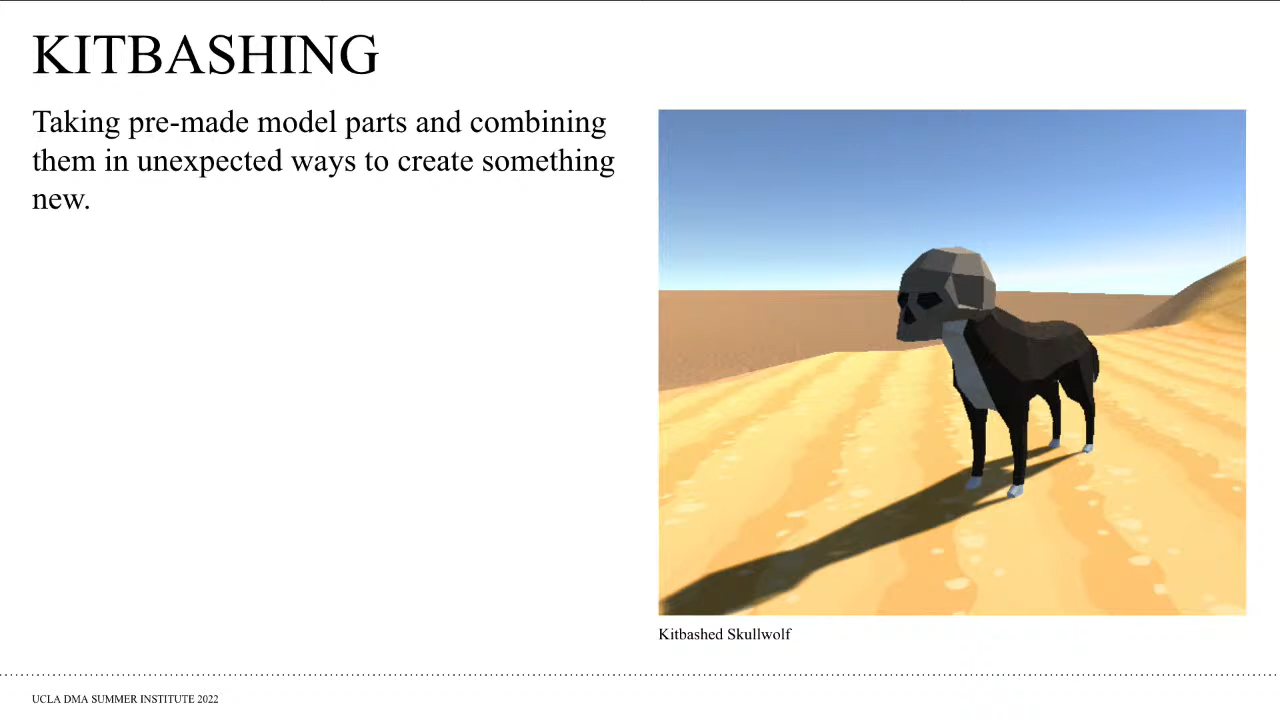 KITBASHING
Taking pre-made model parts and combining
them in unexpected ways to create something
new.
Kitbashed Skullwolf
UCLA DMA SUMMER INSTITUTE 2022